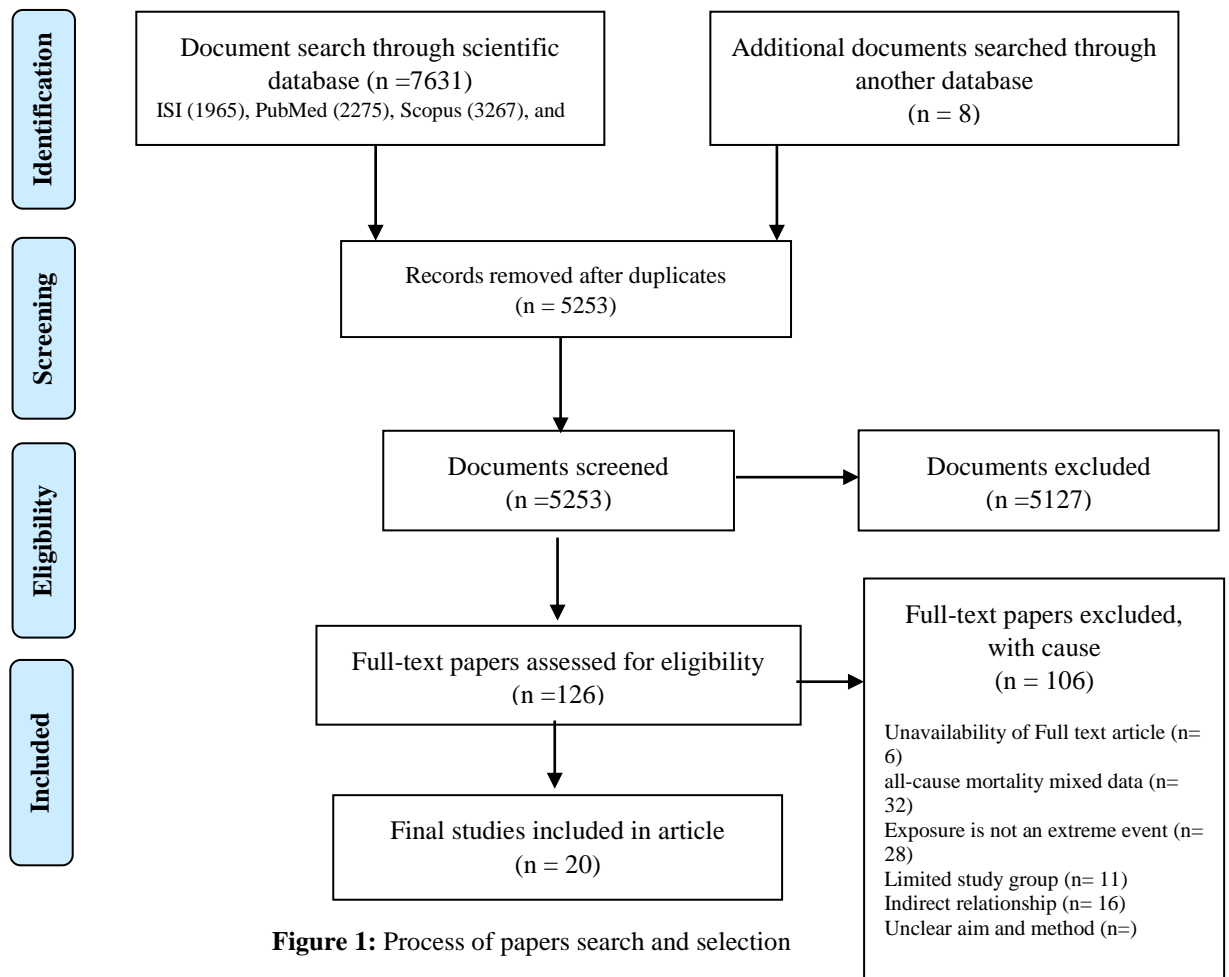 Identification
Document search through scientific
database (n =7631)
ISI (1965), PubMed (2275), Scopus (3267), and
Additional documents searched through
another database
(n = 8)
Screening
Records removed after duplicates
(n = 5253)
Eligibility
Documents screened
(n =5253)
Documents excluded
(n =5127)
Full-text papers assessed for eligibility
(n =126)
Full-text papers excluded,
with cause
(n = 106)
Unavailability of Full text article (n=
6)
all-cause mortality mixed data (n=
32)
Exposure is not an extreme event (n=
28)
Limited study group (n= 11)
Indirect relationship (n= 16)
Unclear aim and method (n=)
Included
Final studies included in article
(n = 20)
Figure 1: Process of papers search and selection